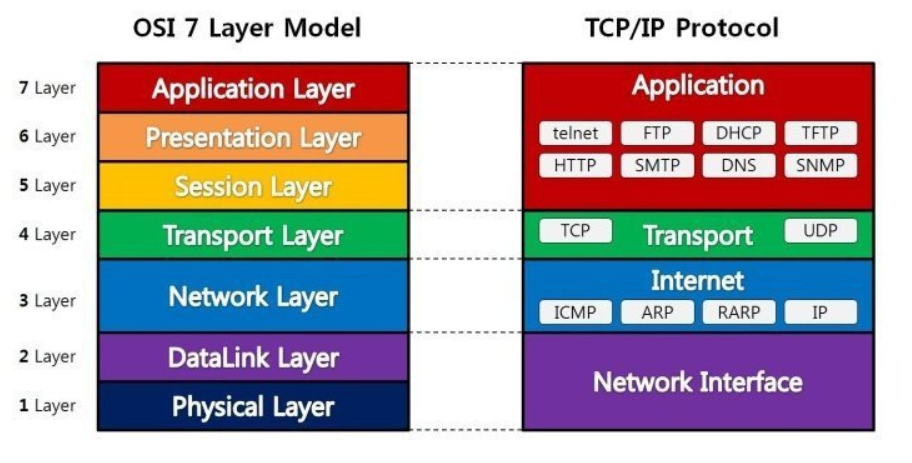 OSI 7 Layer Model
TCP/IP Protocol
7 Layer
Application Layer
6 Layer
Presentation Layer
5 Layer
Session Layer
4 Layer
Transport Layer
3 Layer
Network Layer
2 Layer
DataLink Layer
1 Layer
Physical Layer
Application
telnet FTP DHCP TFTP
HTTP SMTP DNS SNMP
TCP Transport UDP
Internet
ICMP ARP RARP IP
Network Interface